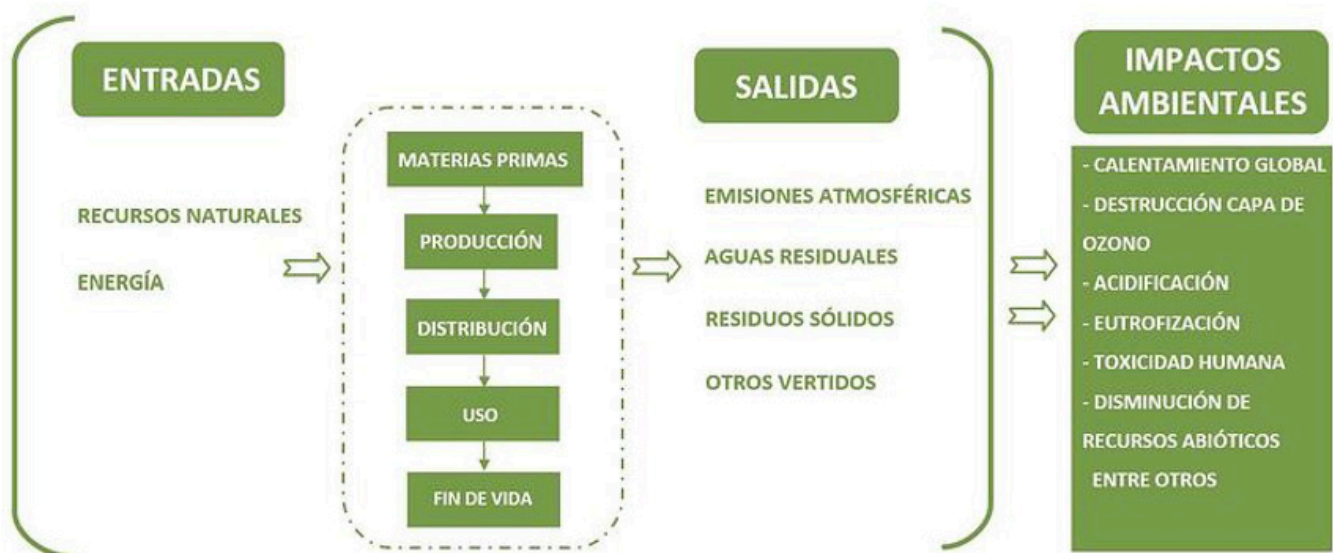 ENTRADAS
RECURSOS NATURALES
ENERGÍA
MATERIAS PRIMAS
PRODUCCIÓN
DISTRIBUCIÓN
USO
FIN DE VIDA
SALIDAS
EMISIONES ATMOSFÉRICAS
AGUAS RESIDUALES
RESIDUOS SÓLIDOS
OTROS VERTIDOS
IMPACTOS
AMBIENTALES
- CALENTAMIENTO GLOBAL
- DESTRUCCIÓN CAPA DE
OZONO
- ACIDIFICACIÓN
- EUTROFIZACIÓN
- TOXICIDAD HUMANA
- DISMINUCIÓN DE
RECURSOS ABIÓTICOS
ENTRE OTROS